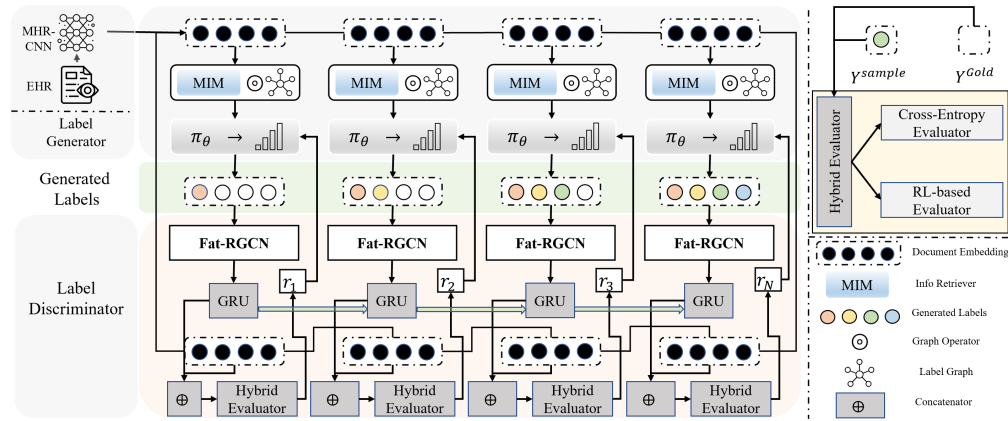 MHR-
CNN
EHR
Label
Generator
MIM
MIM
MIM
MIM
π_θ →
π_θ →
π_θ →
π_θ →
Generated
Labels
Label
Discriminator
Fat-RGCN
Fat-RGCN
Fat-RGCN
Fat-RGCN
r_1
r_2
r_3
r_N
GRU
GRU
GRU
GRU
⊕
Hybrid
Evaluator
⊕
Hybrid
Evaluator
⊕
Hybrid
Evaluator
⊕
Hybrid
Evaluator
Y^sample
Y^Gold
Hybrid Evaluator
Cross-Entropy
Evaluator
RL-based
Evaluator
Document Embedding
MIM
Info Retriever
Generated Labels
Graph Operator
Label Graph
⊕
Concatenator